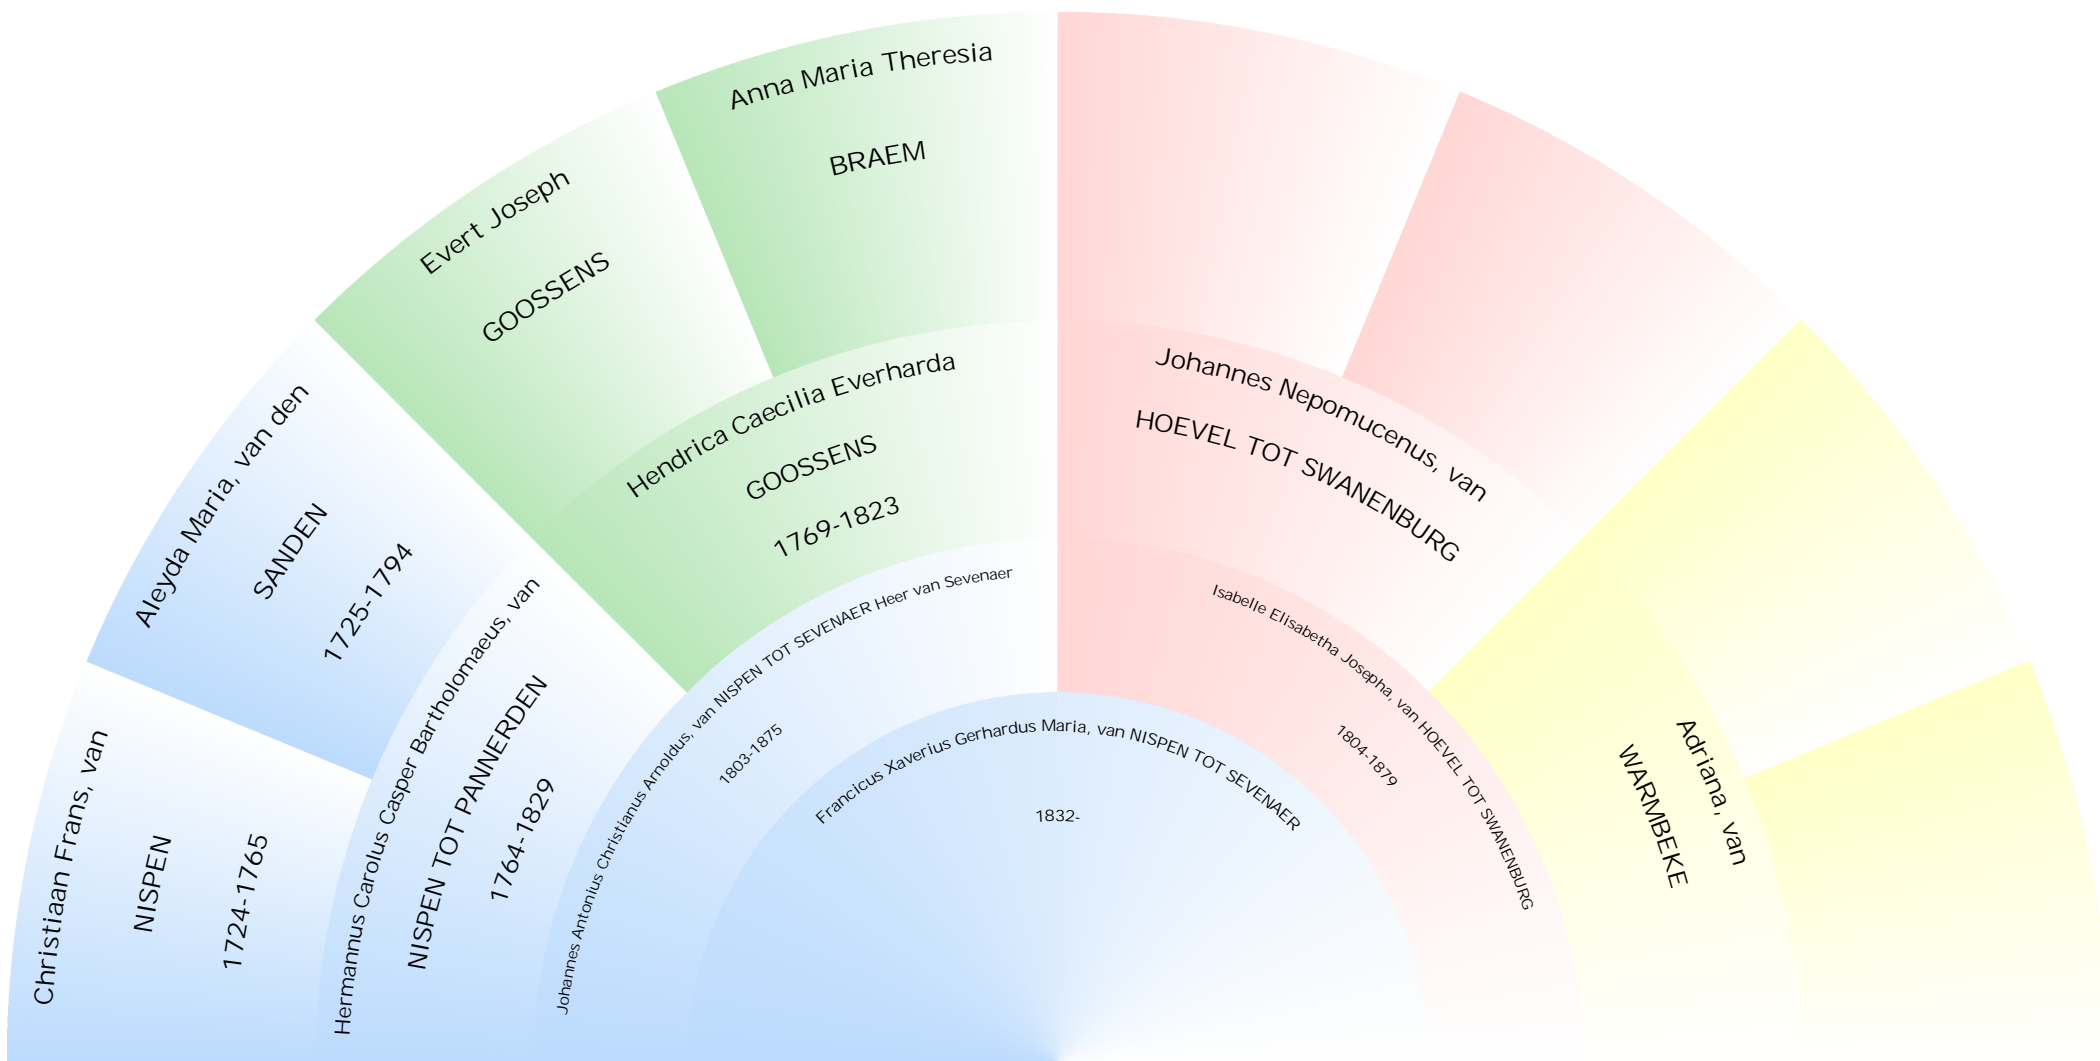 Christiaan Frans, van
NISPEN
1724-1765
Aleyda Maria, van den
SANDEN
1725-1794
Evert Joseph
GOOSSENS
Anna Maria Theresia
BRAEM
Hermannus Carolus Casper Bartholomaeus, van
NISPEN TOT PANNERDEN
1764-1829
Hendrica Caecilia Everharda
GOOSSENS
1769-1823
Johannes Nepomucenus, van
HOEVEL TOT SWANENBURG
Adriana, van
WARMBEKE
Johannes Antonius Christianus Arnoldus, van NISPEN TOT SEVENAER Heer van Sevenaer
1803-1875
Isabelle Elisabetha Josepha, van HOEVEL TOT SWANENBURG
1804-1879
Francicus Xaverius Gerhardus Maria, van NISPEN TOT SEVENAER
1832-